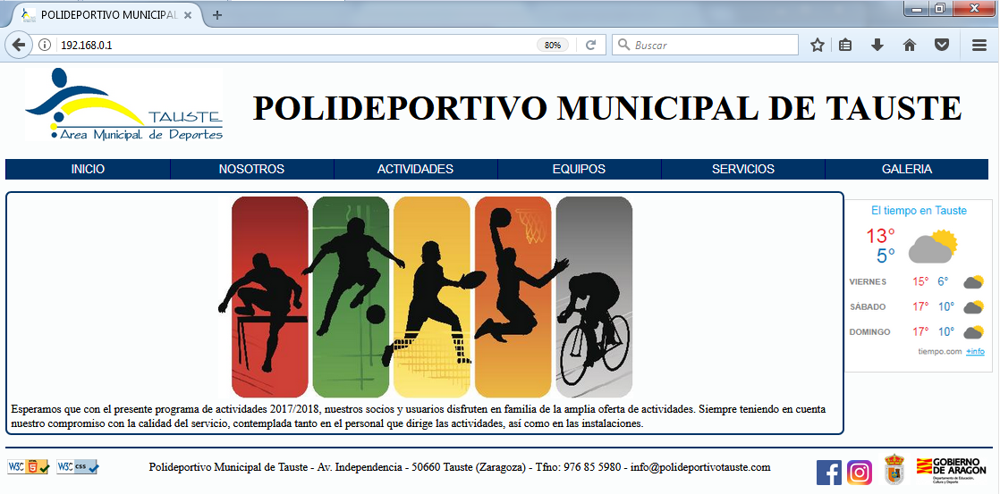 POLIDEPORTIVO MUNICIPAL
192.168.0.1
80%
Buscar
TAUSTE
Area Municipal de Deportes
POLIDEPORTIVO MUNICIPAL DE TAUSTE
INICIO NOSOTROS ACTIVIDADES EQUIPOS SERVICIOS GALERIA
El tiempo en Tauste
13°
5°
VIERNES 15° 6°
SÁBADO 17° 10°
DOMINGO 17° 10°
tiempo.com +info
Esperamos que con el presente programa de actividades 2017/2018, nuestros socios y usuarios disfruten en familia de la amplia oferta de actividades. Siempre teniendo en cuenta
nuestro compromiso con la calidad del servicio, contemplada tanto en el personal que dirige las actividades, así como en las instalaciones.
W3C HTML W3C css
Polideportivo Municipal de Tauste - Av. Independencia - 50660 Tauste (Zaragoza) - Tfno: 976 85 5980 - info@polideportivotauste.com
GOBIERNO
DE ARAGON
Departamento de Educación,
Cultura y Deporte